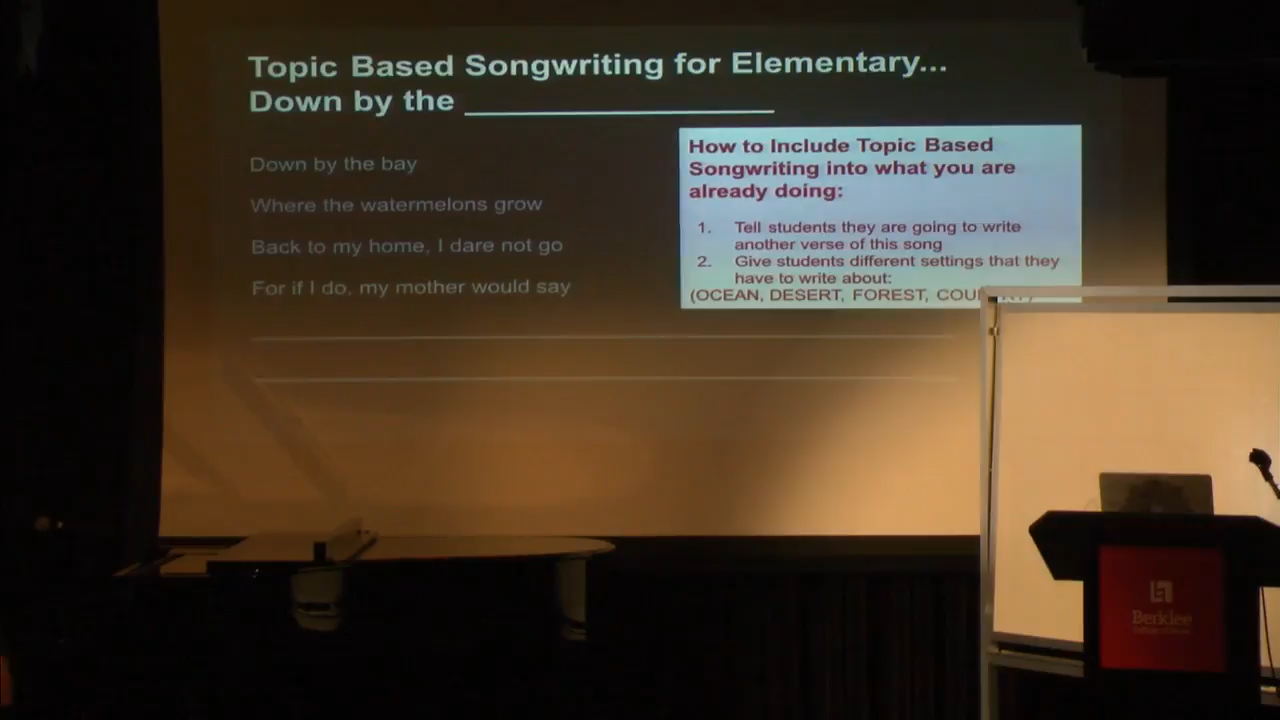 Topic Based Songwriting for Elementary...
Down by the
Down by the bay
Where the watermelons grow
Back to my home, I dare not go
For if I do, my mother would say
How to Include Topic Based
Songwriting into what you are
already doing:
1. Tell students they are going to write
another verse of this song
2. Give students different settings that they
have to write about:
(OCEAN, DESERT, FOREST,
Berklee